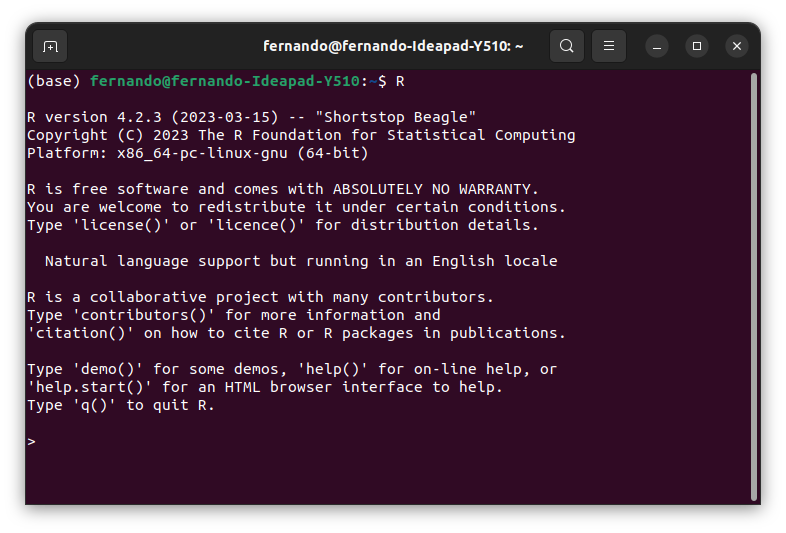 fernando@fernando-Ideapad-Y510: ~
(base) fernando@fernando-Ideapad-Y510:~$ R
R version 4.2.3 (2023-03-15) -- "Shortstop Beagle"
Copyright (C) 2023 The R Foundation for Statistical Computing
Platform: x86_64-pc-linux-gnu (64-bit)
R is free software and comes with ABSOLUTELY NO WARRANTY.
You are welcome to redistribute it under certain conditions.
Type 'license()' or 'licence()' for distribution details.
Natural language support but running in an English locale
R is a collaborative project with many contributors.
Type 'contributors()' for more information and
'citation()' on how to cite R or R packages in publications.
Type 'demo()' for some demos, 'help()' for on-line help, or
'help.start()' for an HTML browser interface to help.
Type 'q()' to quit R.
>